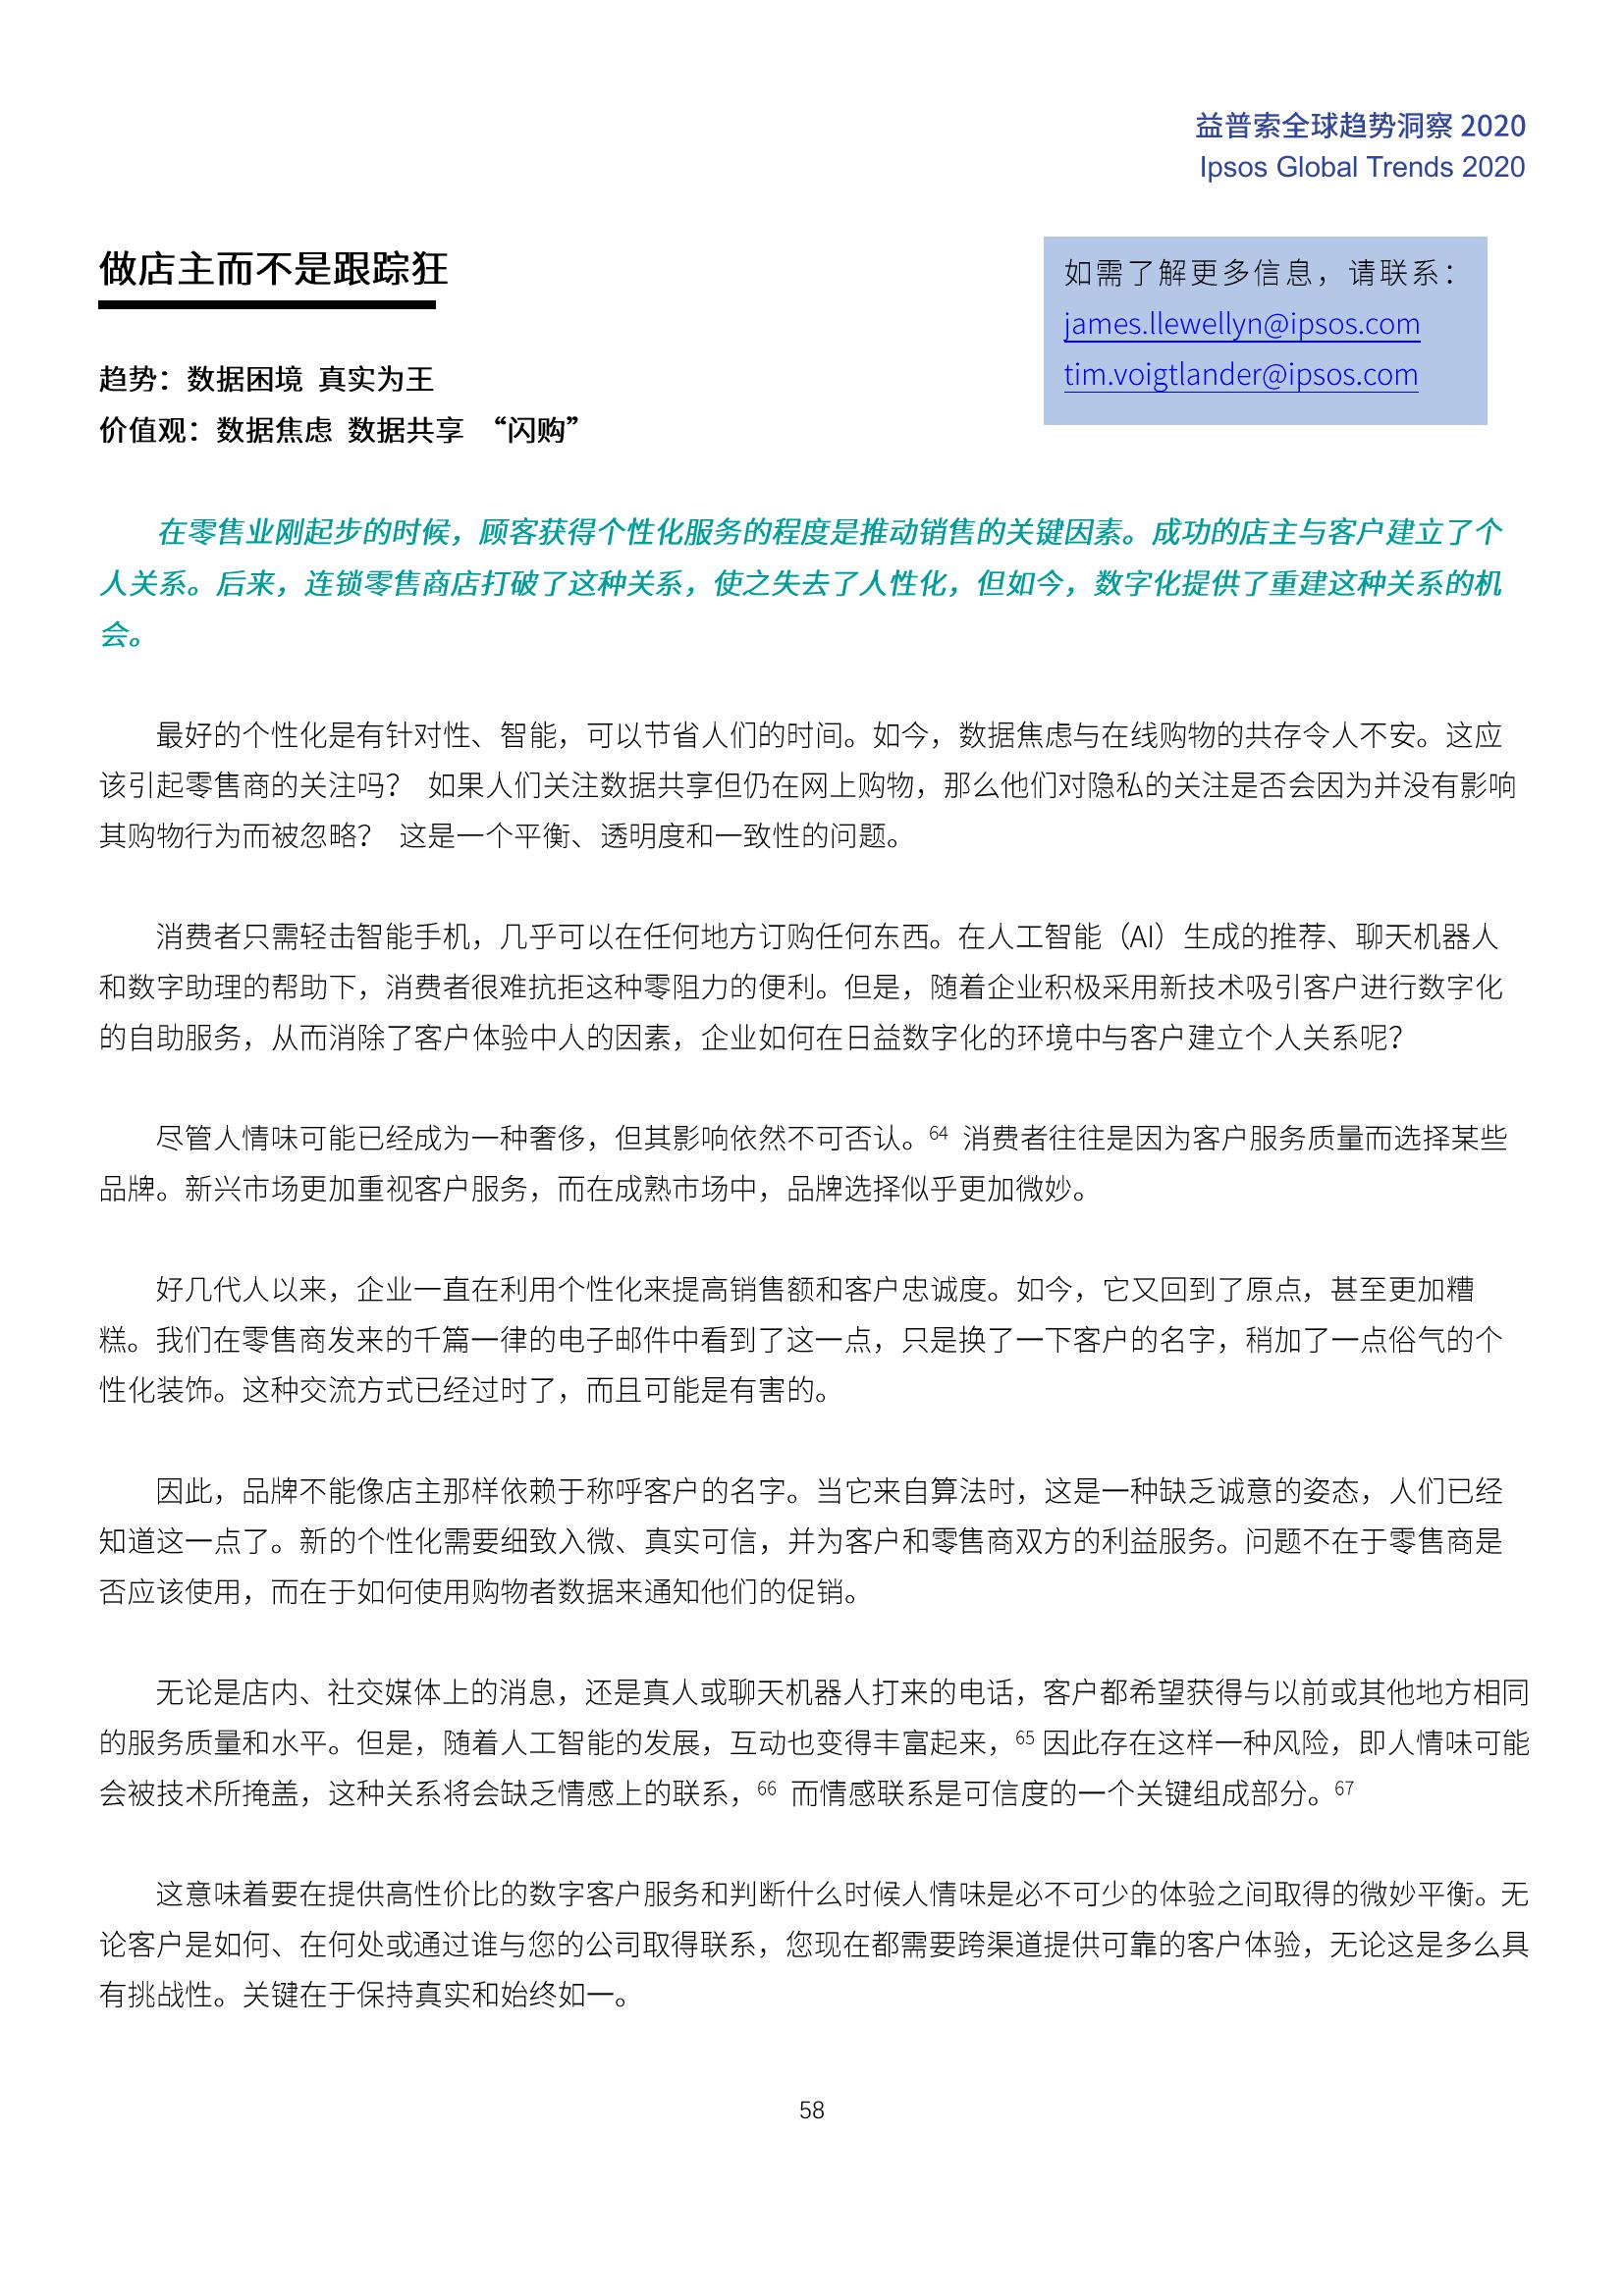 益普索全球趋势洞察 2020
Ipsos Global Trends 2020
做店主而不是跟踪狂
如需了解更多信息，请联系：
james.llewellyn@ipsos.com
tim.voigtlander@ipsos.com
趋势：数据困境 真实为王
价值观：数据焦虑 数据共享 “闪购”
在零售业刚起步的时候，顾客获得个性化服务的程度是推动销售的关键因素。成功的店主与客户建立了个
人关系。后来，连锁零售商店打破了这种关系，使之失去了人性化，但如今，数字化提供了重建这种关系的机
会。
最好的个性化是有针对性、智能，可以节省人们的时间。如今，数据焦虑与在线购物的共存令人不安。这应
该引起零售商的关注吗？ 如果人们关注数据共享但仍在网上购物，那么他们对隐私的关注是否会因为并没有影响
其购物行为而被忽略？ 这是一个平衡、透明度和一致性的问题。
消费者只需轻击智能手机，几乎可以在任何地方订购任何东西。在人工智能（AI）生成的推荐、聊天机器人
和数字助理的帮助下，消费者很难抗拒这种零阻力的便利。但是，随着企业积极采用新技术吸引客户进行数字化
的自助服务，从而消除了客户体验中人的因素，企业如何在日益数字化的环境中与客户建立个人关系呢？
尽管人情味可能已经成为一种奢侈，但其影响依然不可否认。64 消费者往往是因为客户服务质量而选择某些
品牌。新兴市场更加重视客户服务，而在成熟市场中，品牌选择似乎更加微妙。
好几代人以来，企业一直在利用个性化来提高销售额和客户忠诚度。如今，它又回到了原点，甚至更加糟
糕。我们在零售商发来的千篇一律的电子邮件中看到了这一点，只是换了一下客户的名字，稍加了一点俗气的个
性化装饰。这种交流方式已经过时了，而且可能是有害的。
因此，品牌不能像店主那样依赖于称呼客户的名字。当它来自算法时，这是一种缺乏诚意的姿态，人们已经
知道这一点了。新的个性化需要细致入微、真实可信，并为客户和零售商双方的利益服务。问题不在于零售商是
否应该使用，而在于如何使用购物者数据来通知他们的促销。
无论是店内、社交媒体上的消息，还是真人或聊天机器人打来的电话，客户都希望获得与以前或其他地方相同
的服务质量和水平。但是，随着人工智能的发展，互动也变得丰富起来，65 因此存在这样一种风险，即人情味可能
会被技术所掩盖，这种关系将会缺乏情感上的联系，66 而情感联系是可信度的一个关键组成部分。67
这意味着要在提供高性价比的数字客户服务和判断什么时候人情味是必不可少的体验之间取得的微妙平衡。无
论客户是如何、在何处或通过谁与您的公司取得联系，您现在都需要跨渠道提供可靠的客户体验，无论这是多么具
有挑战性。关键在于保持真实和始终如一。
58